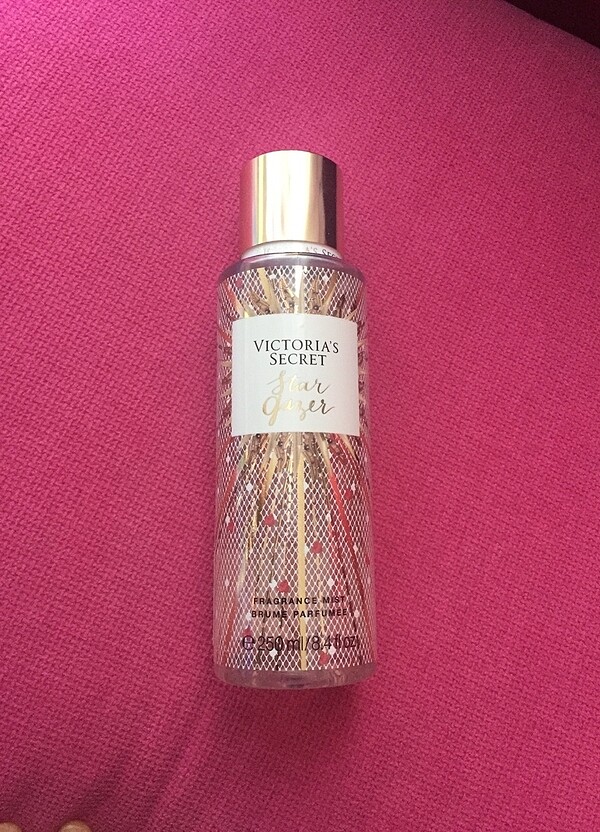 VICTORIA'S
SECRET
Star
Gazer
FRAGRANCE MIST
BRUME PARFUMÉE
℮ 250 ml/8.4 fl oz